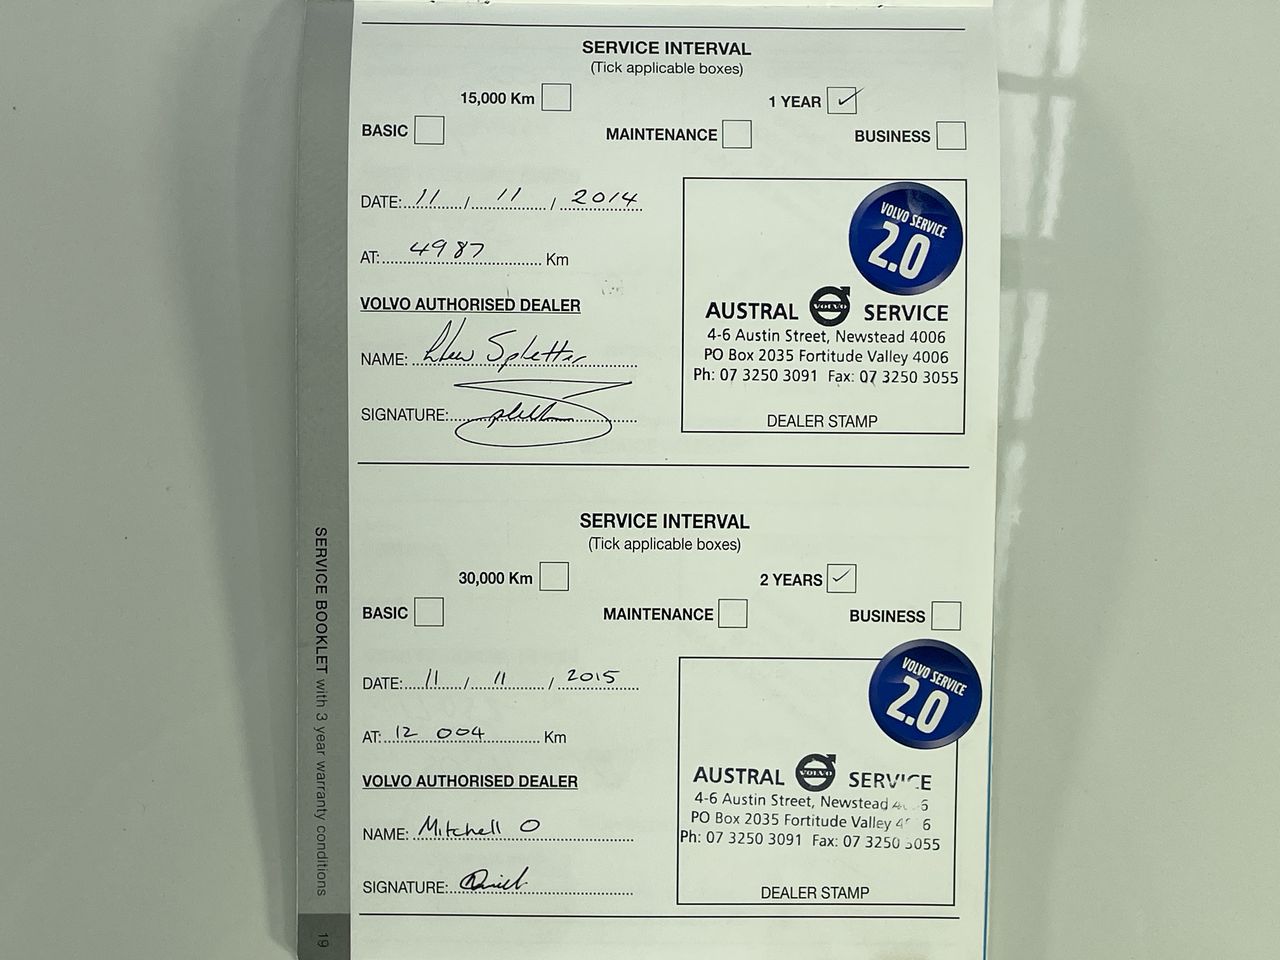 SERVICE INTERVAL
(Tick applicable boxes)
15,000 Km 1 YEAR ✓
BASIC MAINTENANCE BUSINESS
DATE: 11 / 11 / 2014
AT: 4987 Km
VOLVO AUTHORISED DEALER
NAME:
SIGNATURE:
VOLVO SERVICE
2.0
AUSTRAL VOLVO SERVICE
4-6 Austin Street, Newstead 4006
PO Box 2035 Fortitude Valley 4006
Ph: 07 3250 3091 Fax: 07 3250 3055
DEALER STAMP
SERVICE INTERVAL
(Tick applicable boxes)
30,000 Km 2 YEARS ✓
BASIC MAINTENANCE BUSINESS
DATE: 11 / 11 / 2015
AT: 12 004 Km
VOLVO AUTHORISED DEALER
NAME: Mitchell O
SIGNATURE:
VOLVO SERVICE
2.0
AUSTRAL VOLVO SERVICE
4-6 Austin Street, Newstead
PO Box 2035 Fortitude Valley
Ph: 07 3250 3091 Fax: 07 3250 3055
DEALER STAMP
SERVICE BOOKLET with 3 year warranty conditions
19